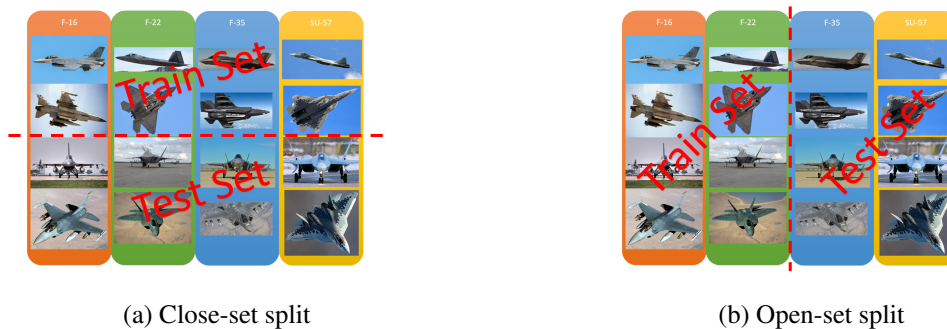 F-16 F-22 F-35 SU-57
Train Set
Test Set
(a) Close-set split
F-16 F-22 F-35 SU-57
Train Set
Test Set
(b) Open-set split